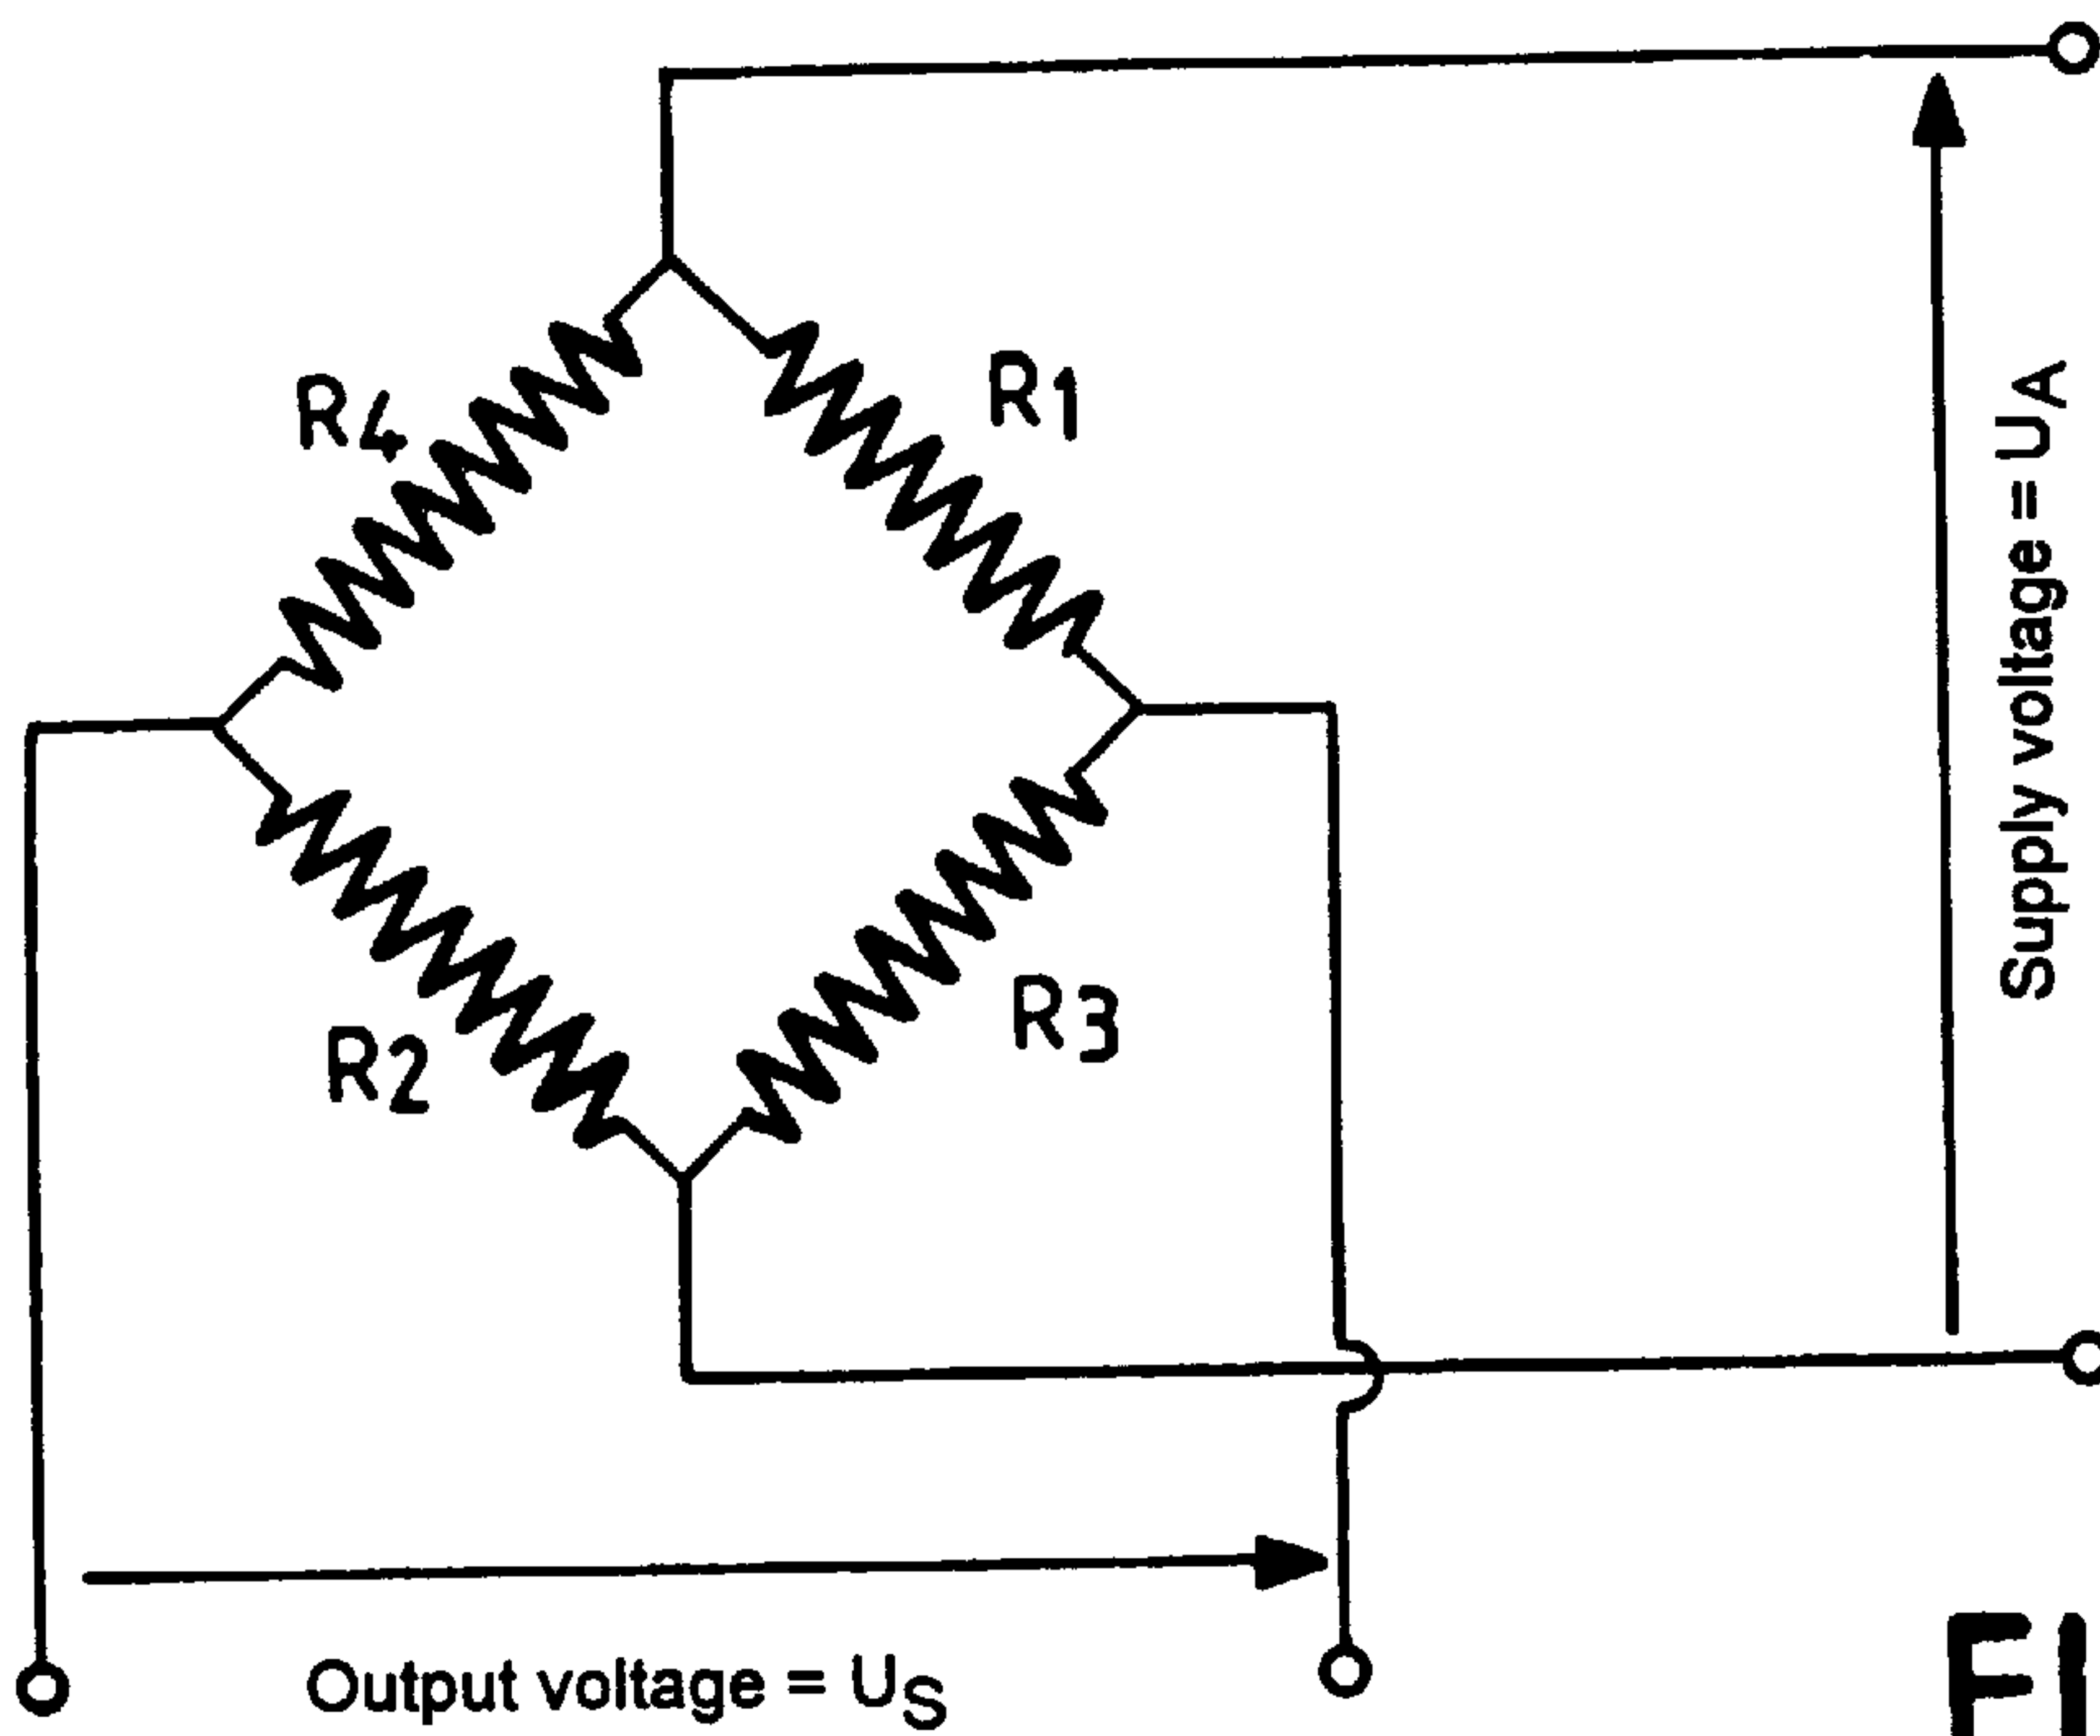 R4
R1
R2
R3
Supply voltage = UA
Output voltage = US
FI